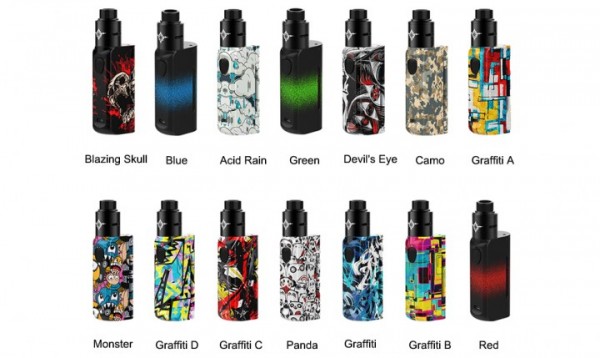 Blazing Skull Blue Acid Rain Green Devil's Eye Camo Graffiti A
Monster Graffiti D Graffiti C Panda Graffiti Graffiti B Red